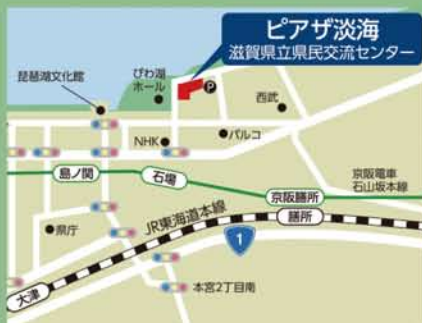 ピアザ淡海
滋賀県立県民交流センター
琵琶湖文化館
びわ湖
ホール
P
西武
NHK
パルコ
島ノ関
石場
京阪電車
石山坂本線
京阪膳所
県庁
JR東海道本線
膳所
1
大津
本宮2丁目南